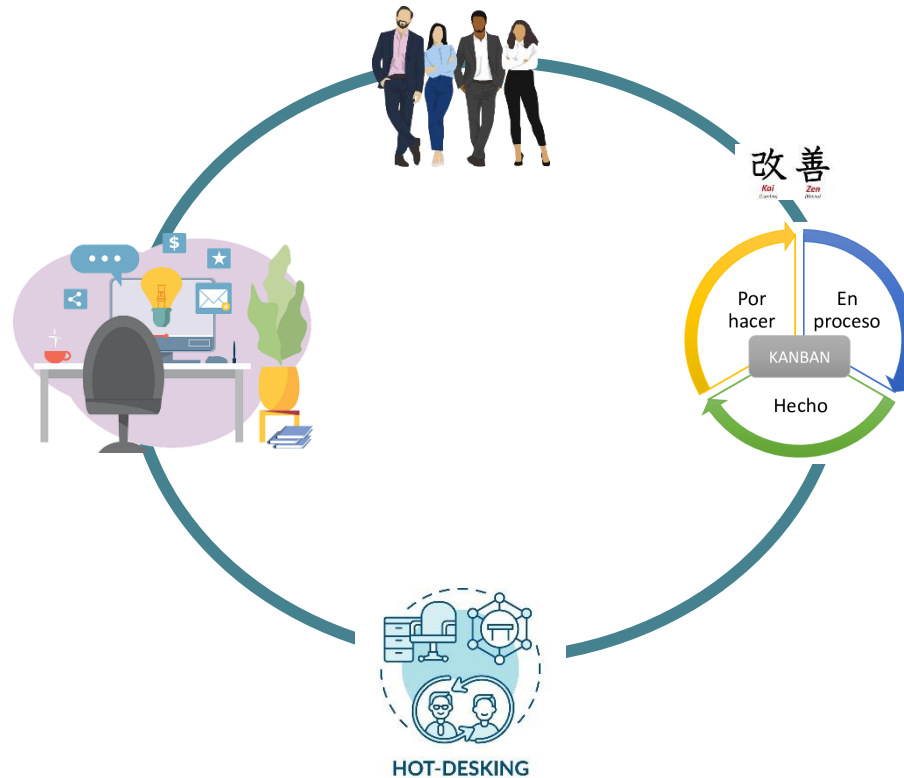 改善
Kai Zen
$
Por
hacer
En
proceso
KANBAN
Hecho
HOT-DESKING